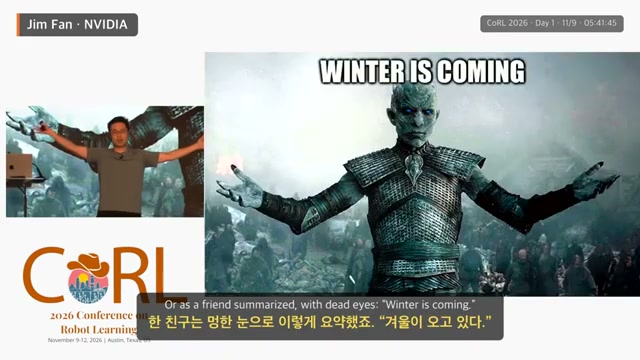 Jim Fan · NVIDIA
CoRL 2026 · Day 1 · 11/9 · 05:41:45
WINTER IS COMING
CoRL
2026 Conference on
Robot Learning
November 9-12, 2026 | Austin, Texas, US
Or as a friend summarized, with dead eyes: "Winter is coming."
한 친구는 멍한 눈으로 이렇게 요약했죠. “겨울이 오고 있다.”